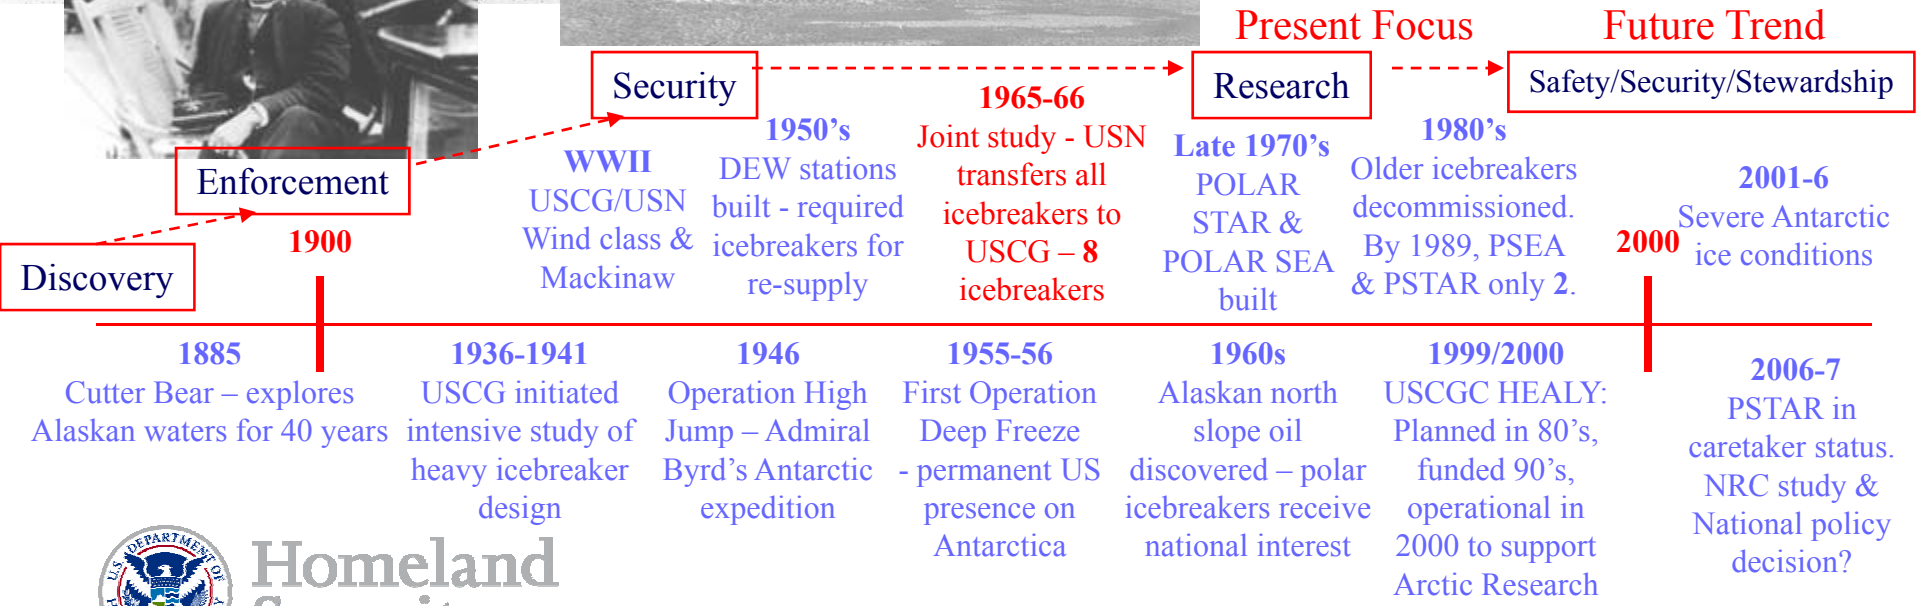 Present Focus
Future Trend
Security
Research
Safety/Security/Stewardship
Enforcement
Discovery
1900
WWII
USCG/USN
Wind class &
Mackinaw
1950's
DEW stations
built - required
icebreakers for
re-supply
1965-66
Joint study - USN
transfers all
icebreakers to
USCG – 8
icebreakers
Late 1970's
POLAR
STAR &
POLAR SEA
built
1980's
Older icebreakers
decommissioned.
By 1989, PSEA
& PSTAR only 2.
2000
2001-6
Severe Antarctic
ice conditions
1885
Cutter Bear – explores
Alaskan waters for 40 years
1936-1941
USCG initiated
intensive study of
heavy icebreaker
design
1946
Operation High
Jump – Admiral
Byrd's Antarctic
expedition
1955-56
First Operation
Deep Freeze
- permanent US
presence on
Antarctica
1960s
Alaskan north
slope oil
discovered – polar
icebreakers receive
national interest
1999/2000
USCGC HEALY:
Planned in 80's,
funded 90's,
operational in
2000 to support
Arctic Research
2006-7
PSTAR in
caretaker status.
NRC study &
National policy
decision?
U.S. DEPARTMENT OF
Homeland